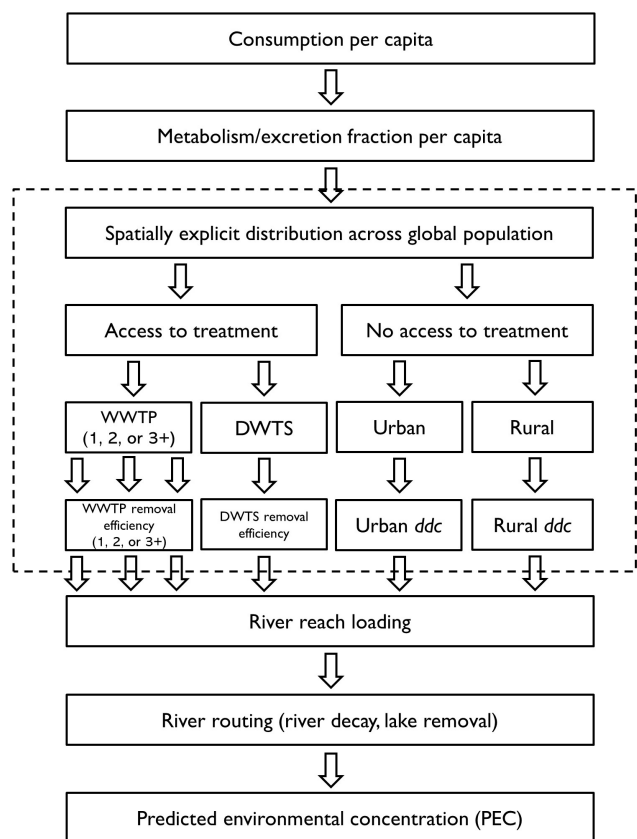 Consumption per capita
Metabolism/excretion fraction per capita
Spatially explicit distribution across global population
Access to treatment
No access to treatment
WWTP
(1, 2, or 3+)
DWTS
Urban
Rural
WWTP removal
efficiency
(1, 2, or 3+)
DWTS removal
efficiency
Urban ddc
Rural ddc
River reach loading
River routing (river decay, lake removal)
Predicted environmental concentration (PEC)